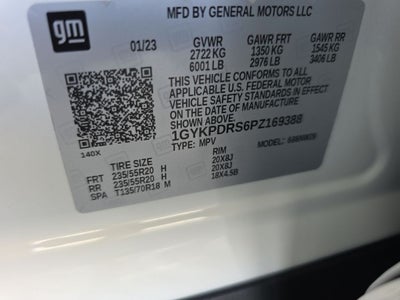 MFD BY GENERAL MOTORS LLC
gm
01/23
GVWR GAWR FRT GAWR RR
2722 KG 1350 KG 1545 KG
6001 LB 2976 LB 3406 LB
THIS VEHICLE CONFORMS TO ALL
APPLICABLE U.S. FEDERAL MOTOR
VEHICLE SAFETY STANDARDS IN
EFFECT ON THE DATE OF
MANUFACTURE SHOWN ABOVE.
1GYKPDRS6PZ169388
140X
TYPE: MPV MODEL:
TIRE SIZE RIM
FRT 235/55R20 H 20X8J
RR 235/55R20 H 20X8J
SPA T135/70R18 M 18X4.5B